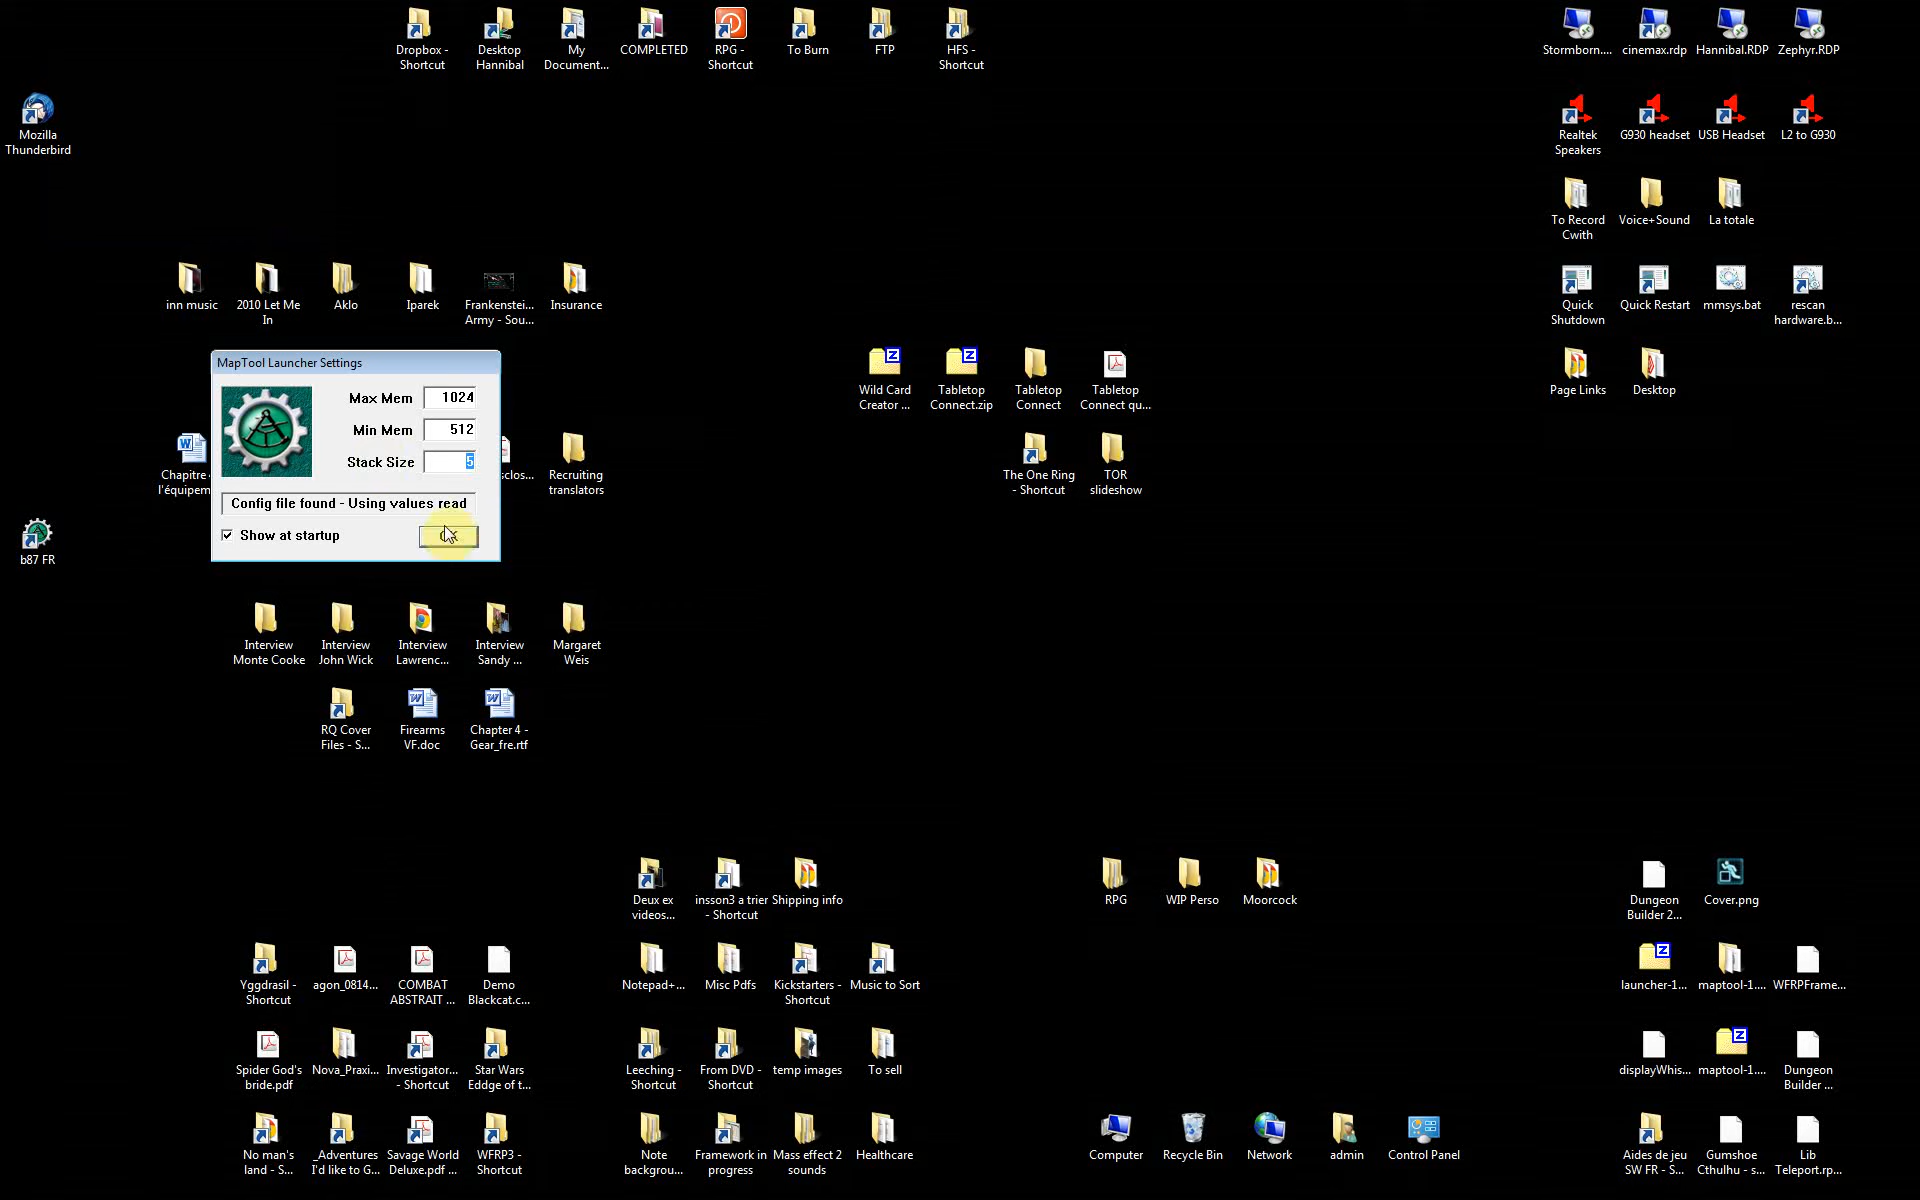 Dropbox -
Shortcut
Desktop
Hannibal
My
Document...
COMPLETED
RPG -
Shortcut
To Burn
FTP
HFS -
Shortcut
Stormborn....
cinemax.rdp
Hannibal.RDP
Zephyr.RDP
Mozilla
Thunderbird
Realtek
Speakers
G930 headset
USB Headset
L2 to G930
To Record
Cwith
Voice+Sound
La totale
inn music
2010 Let Me
In
Aklo
Iparek
Frankenstei...
Army - Sou...
Insurance
Quick
Shutdown
Quick Restart
mmsys.bat
rescan
hardware.b...
MapTool Launcher Settings
Max Mem
1024
Min Mem
512
Stack Size
5
Config file found - Using values read
Show at startup
Wild Card
Creator ...
Tabletop
Connect.zip
Tabletop
Connect
Tabletop
Connect qu...
Page Links
Desktop
Chapitre
l'équipem
sclos...
Recruiting
translators
The One Ring
- Shortcut
TOR
slideshow
b87 FR
Interview
Monte Cooke
Interview
John Wick
Interview
Lawrenc...
Interview
Sandy ...
Margaret
Weis
RQ Cover
Files - S...
Firearms
VF.doc
Chapter 4 -
Gear_fre.rtf
Deux ex
videos...
insson3 a trier
- Shortcut
Shipping info
RPG
WIP Perso
Moorcock
Dungeon
Builder 2...
Cover.png
Yggdrasil -
Shortcut
agon_0814...
COMBAT
ABSTRAIT ...
Demo
Blackcat.c...
Notepad+...
Misc Pdfs
Kickstarters -
Shortcut
Music to Sort
launcher-1...
maptool-1....
WFRPFrame...
Spider God's
bride.pdf
Nova_Praxi...
Investigator...
- Shortcut
Star Wars
Eddge of t...
Leeching -
Shortcut
From DVD -
Shortcut
temp images
To sell
displayWhis...
maptool-1....
Dungeon
Builder ...
No man's
land - S...
_Adventures
I'd like to G...
Savage World
Deluxe.pdf ...
WFRP3 -
Shortcut
Note
backgrou...
Framework in
progress
Mass effect 2
sounds
Healthcare
Computer
Recycle Bin
Network
admin
Control Panel
Aides de jeu
SW FR - S...
Gumshoe
Cthulhu - s...
Lib
Teleport.rp...